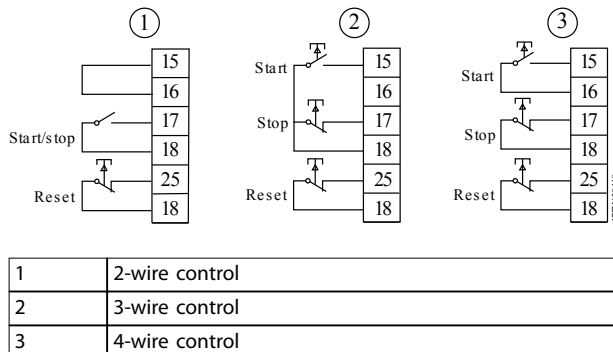 1
2
3
15
16
17
18
25
18
Start/stop
Reset
15
16
17
18
25
18
Start
Stop
Reset
15
16
17
18
25
18
Start
Stop
Reset
1 2-wire control
2 3-wire control
3 4-wire control